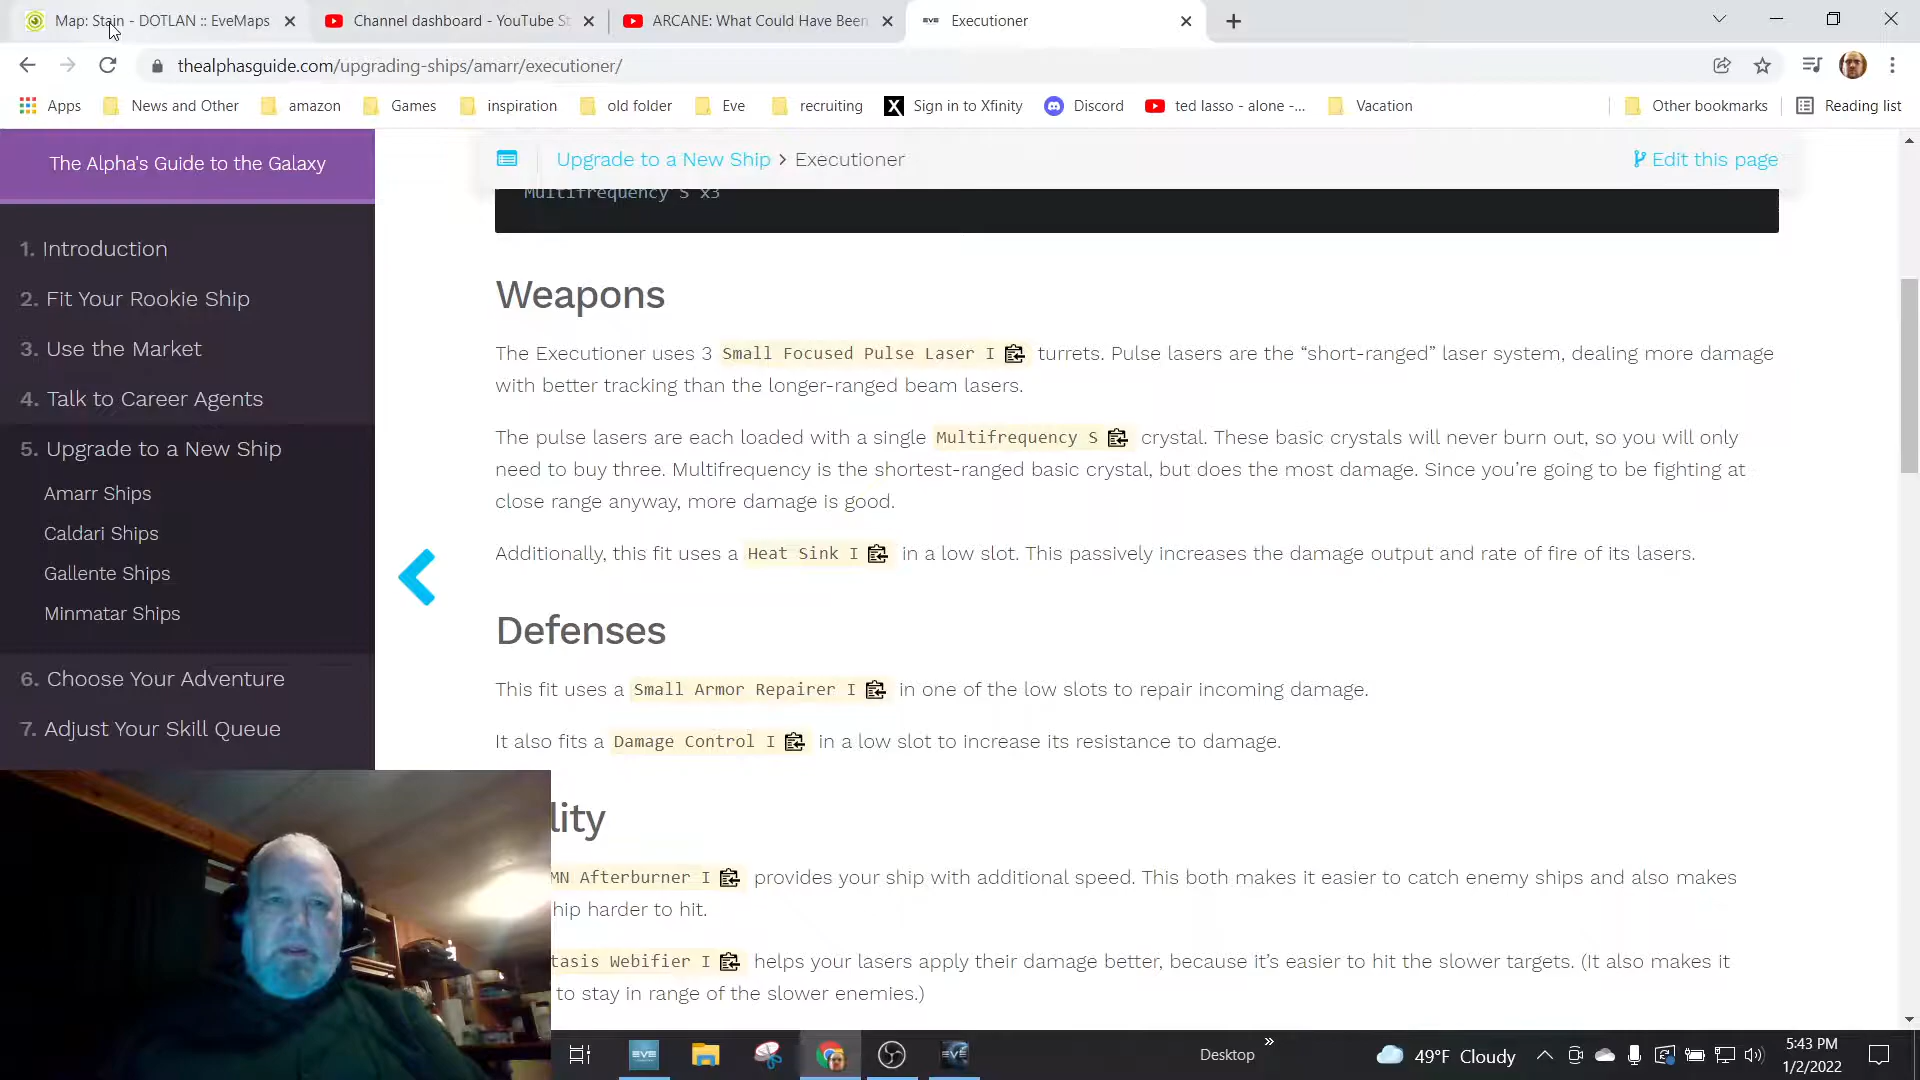 Map: Stain - DOTLAN :: EveMaps
Channel dashboard - YouTube St
ARCANE: What Could Have Been
Executioner
thealphasguide.com/upgrading-ships/amarr/executioner/
Apps
News and Other
amazon
Games
inspiration
old folder
Eve
recruiting
Sign in to Xfinity
Discord
ted lasso - alone -...
Vacation
Other bookmarks
Reading list
The Alpha's Guide to the Galaxy
1. Introduction
2. Fit Your Rookie Ship
3. Use the Market
4. Talk to Career Agents
5. Upgrade to a New Ship
Amarr Ships
Caldari Ships
Gallente Ships
Minmatar Ships
6. Choose Your Adventure
7. Adjust Your Skill Queue
Upgrade to a New Ship > Executioner
Edit this page
Multifrequency S x3
Weapons
The Executioner uses 3 Small Focused Pulse Laser I turrets. Pulse lasers are the “short-ranged” laser system, dealing more damage
with better tracking than the longer-ranged beam lasers.
The pulse lasers are each loaded with a single Multifrequency S crystal. These basic crystals will never burn out, so you will only
need to buy three. Multifrequency is the shortest-ranged basic crystal, but does the most damage. Since you’re going to be fighting at
close range anyway, more damage is good.
Additionally, this fit uses a Heat Sink I in a low slot. This passively increases the damage output and rate of fire of its lasers.
Defenses
This fit uses a Small Armor Repairer I in one of the low slots to repair incoming damage.
It also fits a Damage Control I in a low slot to increase its resistance to damage.
lity
MN Afterburner I provides your ship with additional speed. This both makes it easier to catch enemy ships and also makes
hip harder to hit.
tasis Webifier I helps your lasers apply their damage better, because it’s easier to hit the slower targets. (It also makes it
to stay in range of the slower enemies.)
EVE
EVE
Desktop
49°F Cloudy
5:43 PM
1/2/2022